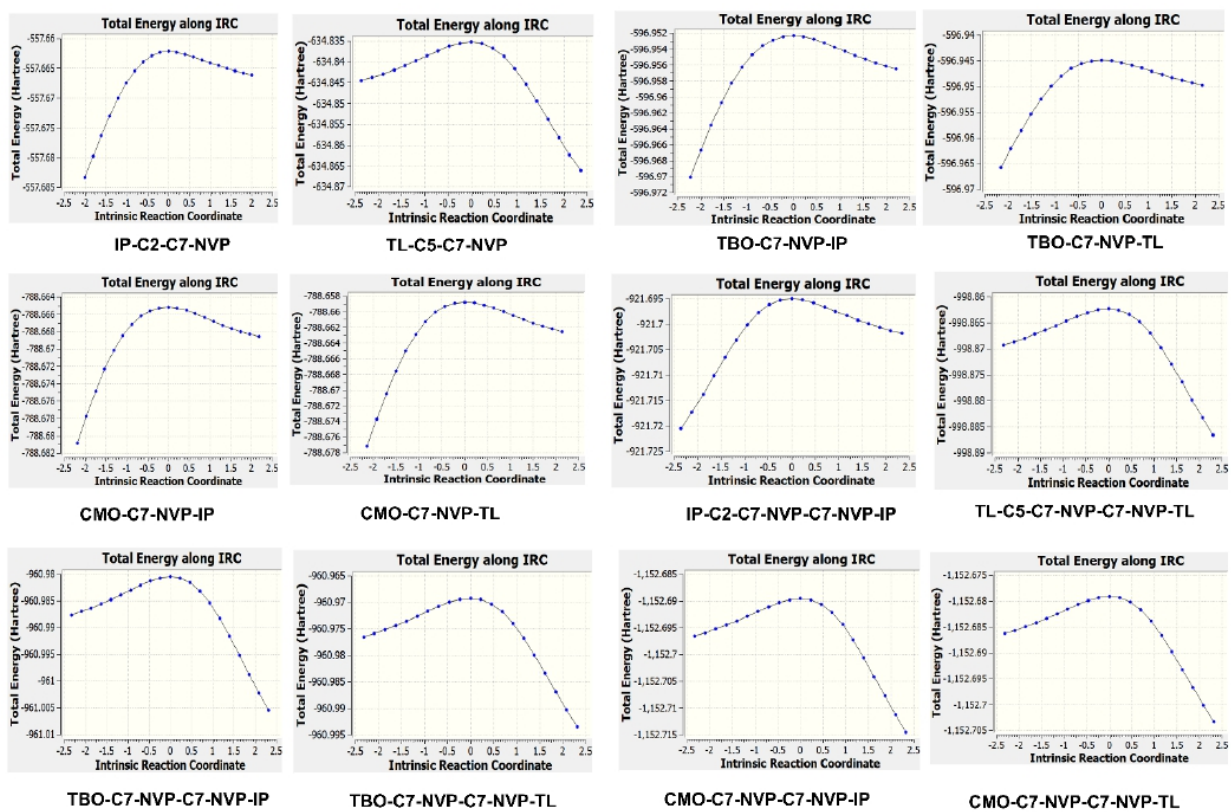 Total Energy along IRC
Total Energy (Hartree)
-557.66
-557.665
-557.67
-557.675
-557.68
-557.685
-2.5 -2 -1.5 -1 -0.5 0 0.5 1 1.5 2 2.5
Intrinsic Reaction Coordinate
IP-C2-C7-NVP
Total Energy along IRC
Total Energy (Hartree)
-634.835
-634.84
-634.845
-634.85
-634.855
-634.86
-634.865
-634.87
-2.5 -2 -1.5 -1 -0.5 0 0.5 1 1.5 2 2.5
Intrinsic Reaction Coordinate
TL-C5-C7-NVP
Total Energy along IRC
Total Energy (Hartree)
-596.952
-596.954
-596.956
-596.958
-596.96
-596.962
-596.964
-596.966
-596.968
-596.97
-596.972
-2.5 -2 -1.5 -1 -0.5 0 0.5 1 1.5 2 2.5
Intrinsic Reaction Coordinate
TBO-C7-NVP-IP
Total Energy along IRC
Total Energy (Hartree)
-596.94
-596.945
-596.95
-596.955
-596.96
-596.965
-596.97
-2.5 -2 -1.5 -1 -0.5 0 0.5 1 1.5 2 2.5
Intrinsic Reaction Coordinate
TBO-C7-NVP-TL
Total Energy along IRC
Total Energy (Hartree)
-788.664
-788.666
-788.668
-788.67
-788.672
-788.674
-788.676
-788.678
-788.68
-788.682
-2.5 -2 -1.5 -1 -0.5 0 0.5 1 1.5 2 2.5
Intrinsic Reaction Coordinate
CMO-C7-NVP-IP
Total Energy along IRC
Total Energy (Hartree)
-788.658
-788.66
-788.662
-788.664
-788.666
-788.668
-788.67
-788.672
-788.674
-788.676
-788.678
-2.5 -2 -1.5 -1 -0.5 0 0.5 1 1.5 2 2.5
Intrinsic Reaction Coordinate
CMO-C7-NVP-TL
Total Energy along IRC
Total Energy (Hartree)
-921.695
-921.7
-921.705
-921.71
-921.715
-921.72
-921.725
-2.5 -2 -1.5 -1 -0.5 0 0.5 1 1.5 2 2.5
Intrinsic Reaction Coordinate
IP-C2-C7-NVP-C7-NVP-IP
Total Energy along IRC
Total Energy (Hartree)
-998.86
-998.865
-998.87
-998.875
-998.88
-998.885
-998.89
-2.5 -2 -1.5 -1 -0.5 0 0.5 1 1.5 2 2.5
Intrinsic Reaction Coordinate
TL-C5-C7-NVP-C7-NVP-TL
Total Energy along IRC
Total Energy (Hartree)
-960.98
-960.985
-960.99
-960.995
-961
-961.005
-961.01
-2.5 -2 -1.5 -1 -0.5 0 0.5 1 1.5 2 2.5
Intrinsic Reaction Coordinate
TBO-C7-NVP-C7-NVP-IP
Total Energy along IRC
Total Energy (Hartree)
-960.965
-960.97
-960.975
-960.98
-960.985
-960.99
-960.995
-2.5 -2 -1.5 -1 -0.5 0 0.5 1 1.5 2 2.5
Intrinsic Reaction Coordinate
TBO-C7-NVP-C7-NVP-TL
Total Energy along IRC
Total Energy (Hartree)
-1,152.685
-1,152.69
-1,152.695
-1,152.7
-1,152.705
-1,152.71
-1,152.715
-2.5 -2 -1.5 -1 -0.5 0 0.5 1 1.5 2 2.5
Intrinsic Reaction Coordinate
CMO-C7-NVP-C7-NVP-IP
Total Energy along IRC
Total Energy (Hartree)
-1,152.675
-1,152.68
-1,152.685
-1,152.69
-1,152.695
-1,152.7
-1,152.705
-2.5 -2 -1.5 -1 -0.5 0 0.5 1 1.5 2 2.5
Intrinsic Reaction Coordinate
CMO-C7-NVP-C7-NVP-TL